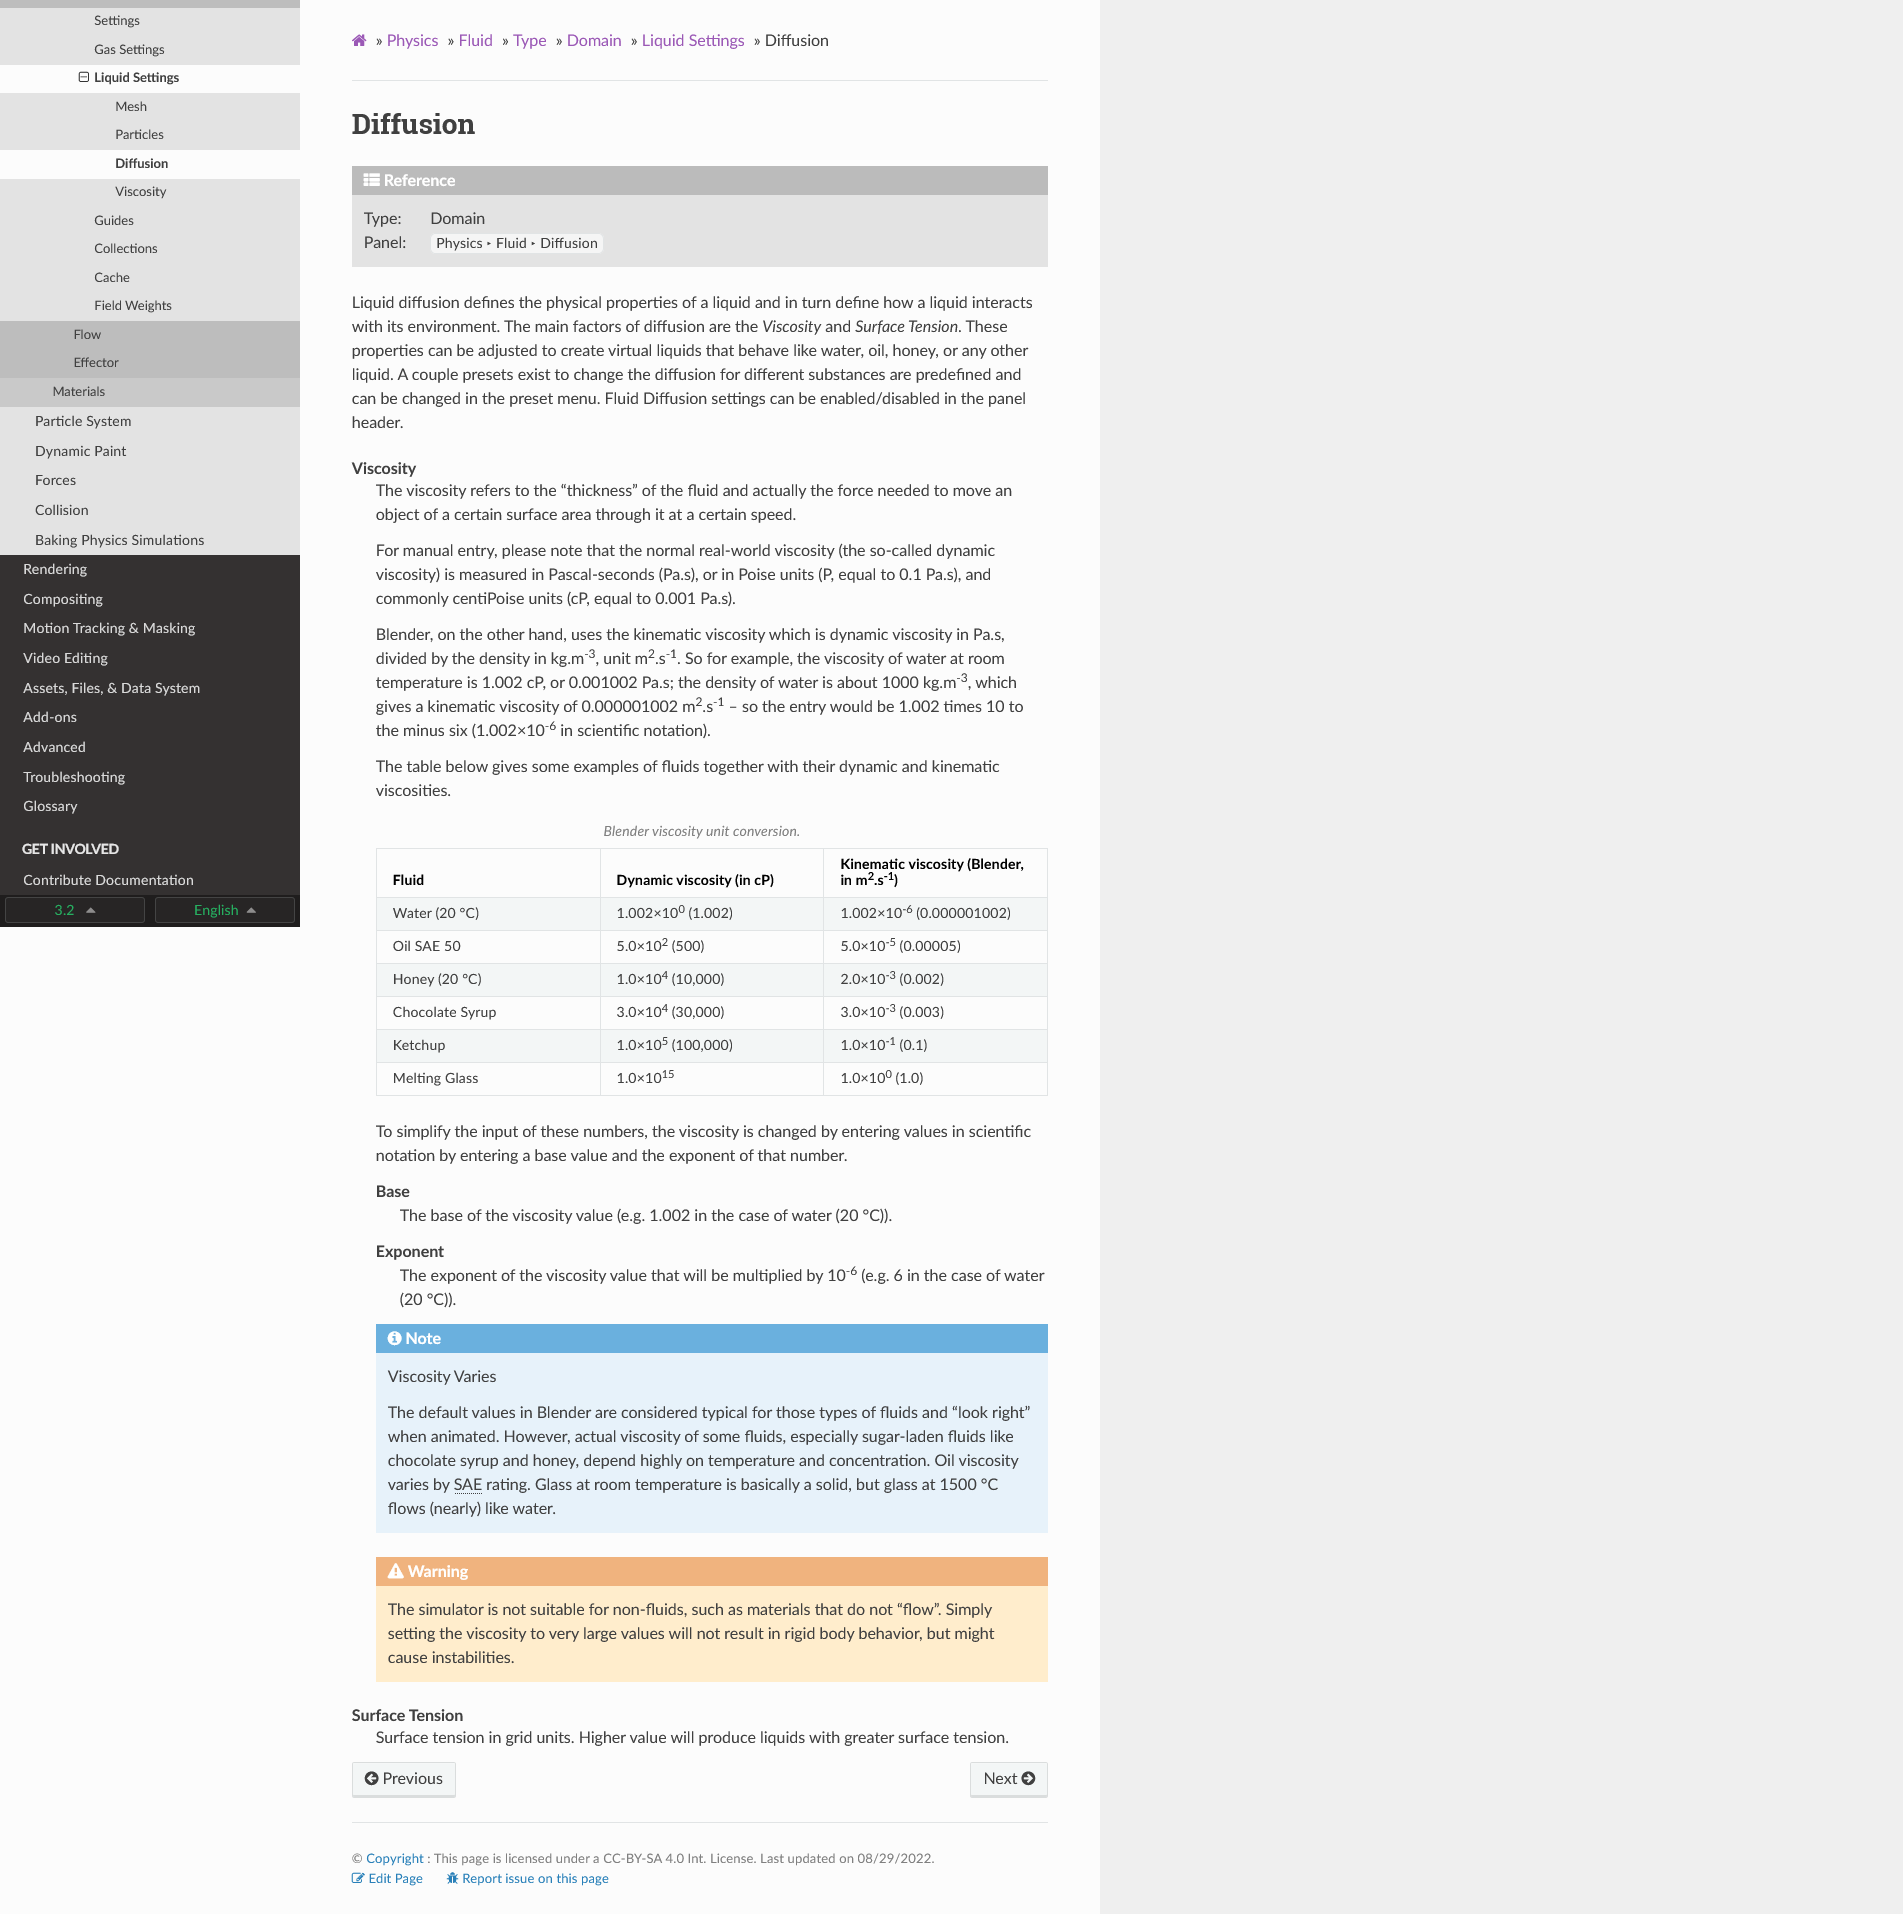 Settings
Gas Settings
Liquid Settings
Mesh
Particles
Diffusion
Viscosity
Guides
Collections
Cache
Field Weights
Flow
Effector
Materials
Particle System
Dynamic Paint
Forces
Collision
Baking Physics Simulations
Rendering
Compositing
Motion Tracking & Masking
Video Editing
Assets, Files, & Data System
Add-ons
Advanced
Troubleshooting
Glossary
GET INVOLVED
Contribute Documentation
3.2 English
» Physics » Fluid » Type » Domain » Liquid Settings » Diffusion
Diffusion
Reference
Type: Domain
Panel: Physics ‣ Fluid ‣ Diffusion
Liquid diffusion defines the physical properties of a liquid and in turn define how a liquid interacts
with its environment. The main factors of diffusion are the Viscosity and Surface Tension. These
properties can be adjusted to create virtual liquids that behave like water, oil, honey, or any other
liquid. A couple presets exist to change the diffusion for different substances are predefined and
can be changed in the preset menu. Fluid Diffusion settings can be enabled/disabled in the panel
header.
Viscosity
The viscosity refers to the “thickness” of the fluid and actually the force needed to move an
object of a certain surface area through it at a certain speed.
For manual entry, please note that the normal real-world viscosity (the so-called dynamic
viscosity) is measured in Pascal-seconds (Pa.s), or in Poise units (P, equal to 0.1 Pa.s), and
commonly centiPoise units (cP, equal to 0.001 Pa.s).
Blender, on the other hand, uses the kinematic viscosity which is dynamic viscosity in Pa.s,
divided by the density in kg.m⁻³, unit m².s⁻¹. So for example, the viscosity of water at room
temperature is 1.002 cP, or 0.001002 Pa.s; the density of water is about 1000 kg.m⁻³, which
gives a kinematic viscosity of 0.000001002 m².s⁻¹ – so the entry would be 1.002 times 10 to
the minus six (1.002×10⁻⁶ in scientific notation).
The table below gives some examples of fluids together with their dynamic and kinematic
viscosities.
Blender viscosity unit conversion.
Fluid Dynamic viscosity (in cP) Kinematic viscosity (Blender,
in m².s⁻¹)
Water (20 °C) 1.002×10⁰ (1.002) 1.002×10⁻⁶ (0.000001002)
Oil SAE 50 5.0×10² (500) 5.0×10⁻⁵ (0.00005)
Honey (20 °C) 1.0×10⁴ (10,000) 2.0×10⁻³ (0.002)
Chocolate Syrup 3.0×10⁴ (30,000) 3.0×10⁻³ (0.003)
Ketchup 1.0×10⁵ (100,000) 1.0×10⁻¹ (0.1)
Melting Glass 1.0×10¹⁵ 1.0×10⁰ (1.0)
To simplify the input of these numbers, the viscosity is changed by entering values in scientific
notation by entering a base value and the exponent of that number.
Base
The base of the viscosity value (e.g. 1.002 in the case of water (20 °C)).
Exponent
The exponent of the viscosity value that will be multiplied by 10⁻⁶ (e.g. 6 in the case of water
(20 °C)).
Note
Viscosity Varies
The default values in Blender are considered typical for those types of fluids and “look right”
when animated. However, actual viscosity of some fluids, especially sugar-laden fluids like
chocolate syrup and honey, depend highly on temperature and concentration. Oil viscosity
varies by SAE rating. Glass at room temperature is basically a solid, but glass at 1500 °C
flows (nearly) like water.
Warning
The simulator is not suitable for non-fluids, such as materials that do not “flow”. Simply
setting the viscosity to very large values will not result in rigid body behavior, but might
cause instabilities.
Surface Tension
Surface tension in grid units. Higher value will produce liquids with greater surface tension.
Previous Next
© Copyright : This page is licensed under a CC-BY-SA 4.0 Int. License. Last updated on 08/29/2022.
Edit Page Report issue on this page